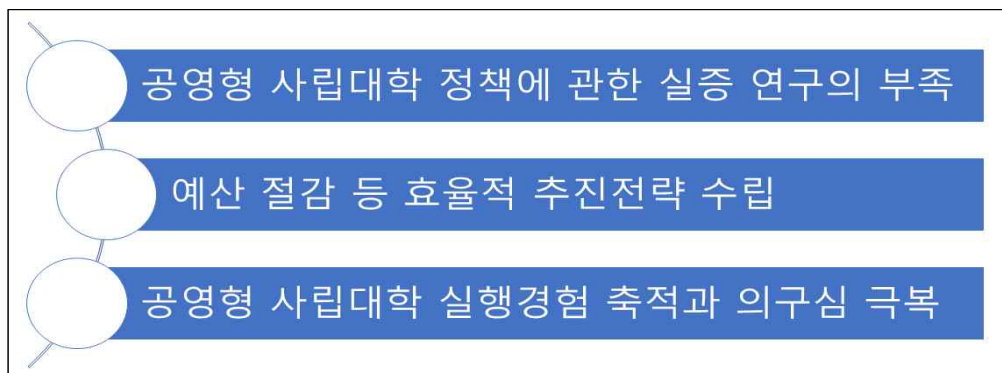 공영형 사립대학 정책에 관한 실증 연구의 부족
예산 절감 등 효율적 추진전략 수립
공영형 사립대학 실행경험 축적과 의구심 극복